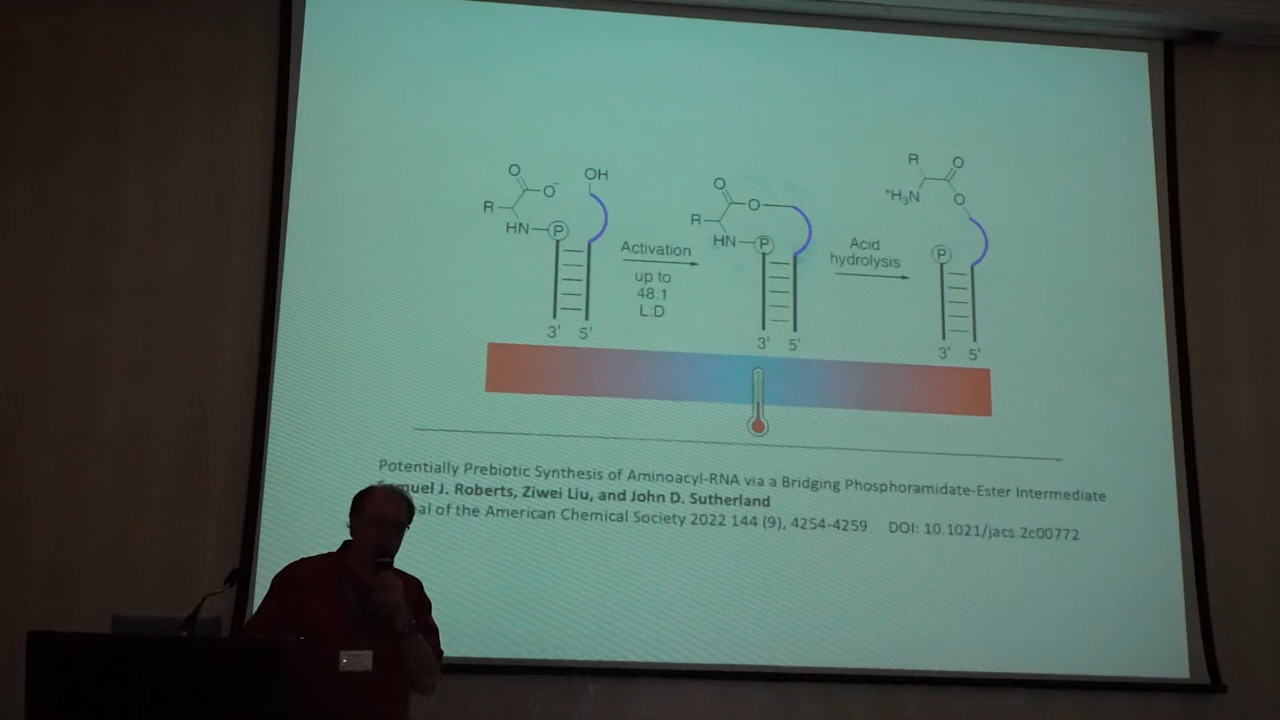 O
O-
R
HN
P
OH
3' 5'
Activation
up to
48:1
L:D
O
O
R
HN
P
3' 5'
Acid
hydrolysis
R
O
+H3N
O
P
3' 5'
Potentially Prebiotic Synthesis of Aminoacyl-RNA via a Bridging Phosphoramidate-Ester Intermediate
J. Roberts, Ziwei Liu, and John D. Sutherland
of the American Chemical Society 2022 144 (9), 4254-4259 DOI: 10.1021/jacs.2c00772